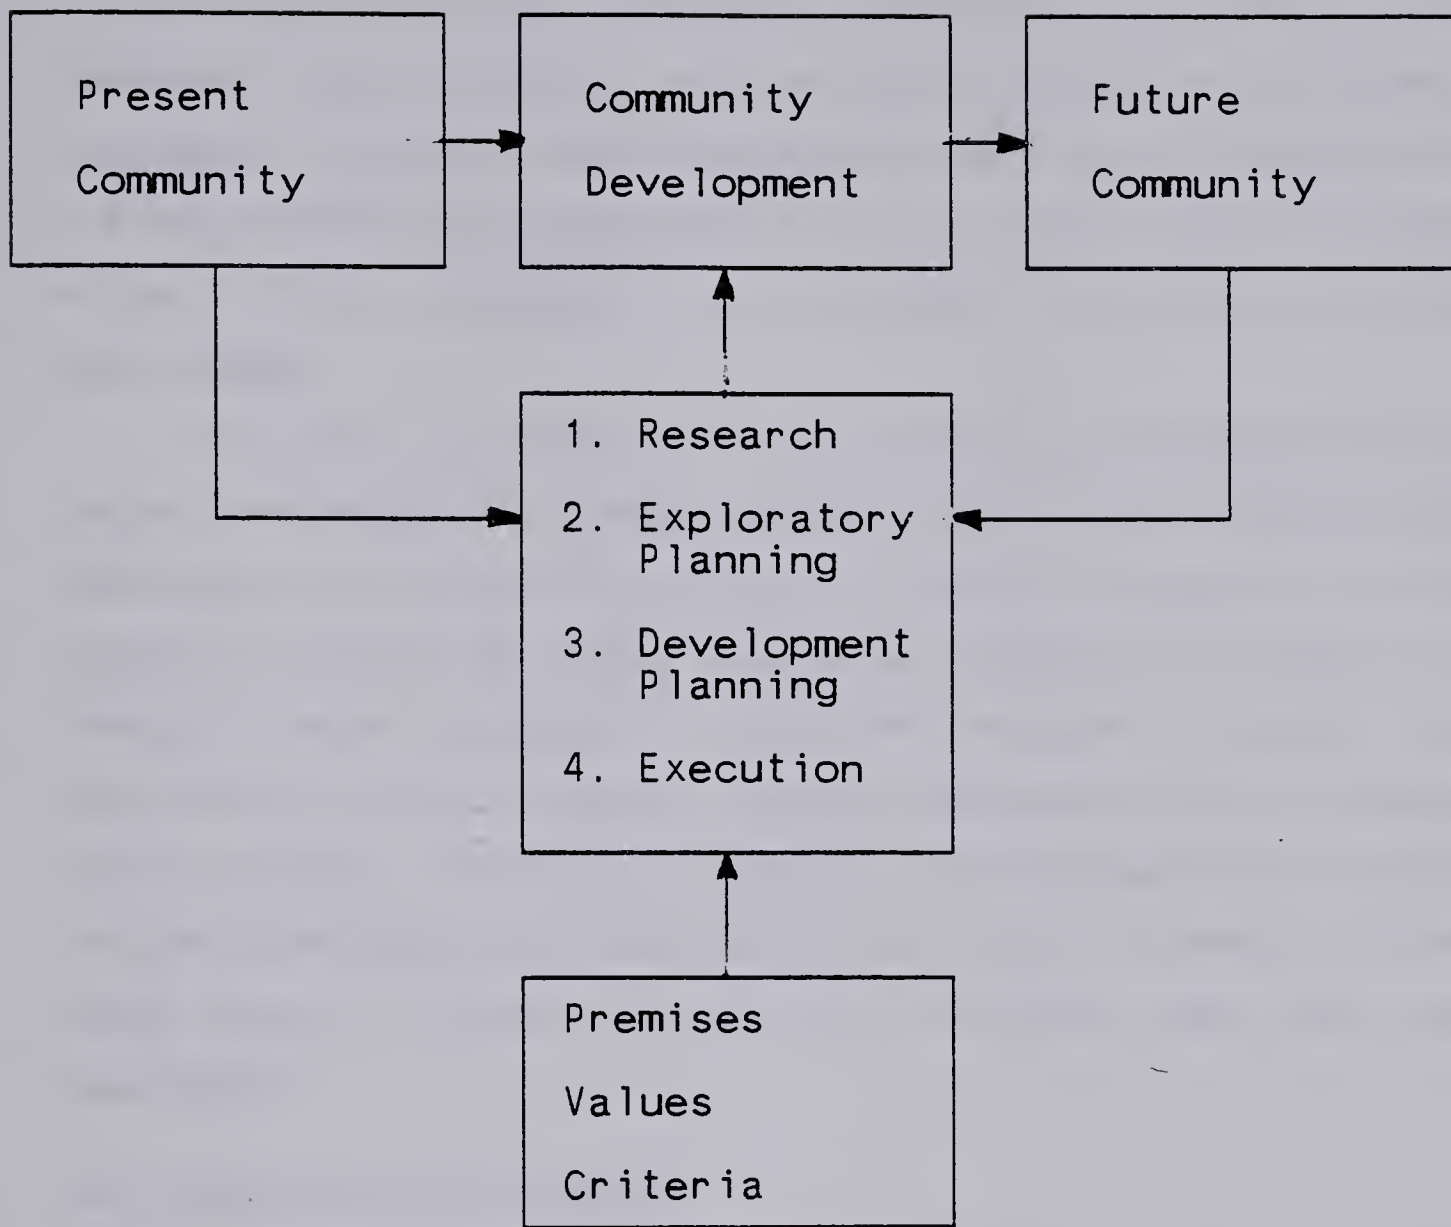 Present
Community
Community
Development
Future
Community
1. Research
2. Exploratory
Planning
3. Development
Planning
4. Execution
Premises
Values
Criteria